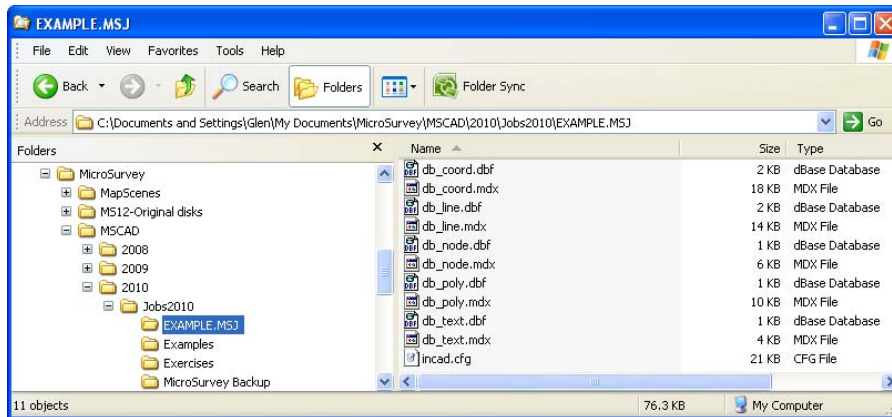 EXAMPLE.MSJ
File Edit View Favorites Tools Help
Back Search Folders Folder Sync
Address C:\Documents and Settings\Glen\My Documents\MicroSurvey\MSCAD\2010\Jobs2010\EXAMPLE.MSJ Go
Folders
MicroSurvey
MapScenes
MS12-Original disks
MSCAD
2008
2009
2010
Jobs2010
EXAMPLE.MSJ
Examples
Exercises
MicroSurvey Backup
Name Size Type
db_coord.dbf 2 KB dBase Database
db_coord.mdx 18 KB MDX File
db_line.dbf 2 KB dBase Database
db_line.mdx 14 KB MDX File
db_node.dbf 1 KB dBase Database
db_node.mdx 6 KB MDX File
db_poly.dbf 1 KB dBase Database
db_poly.mdx 10 KB MDX File
db_text.dbf 1 KB dBase Database
db_text.mdx 4 KB MDX File
incad.cfg 21 KB CFG File
11 objects 76.3 KB My Computer